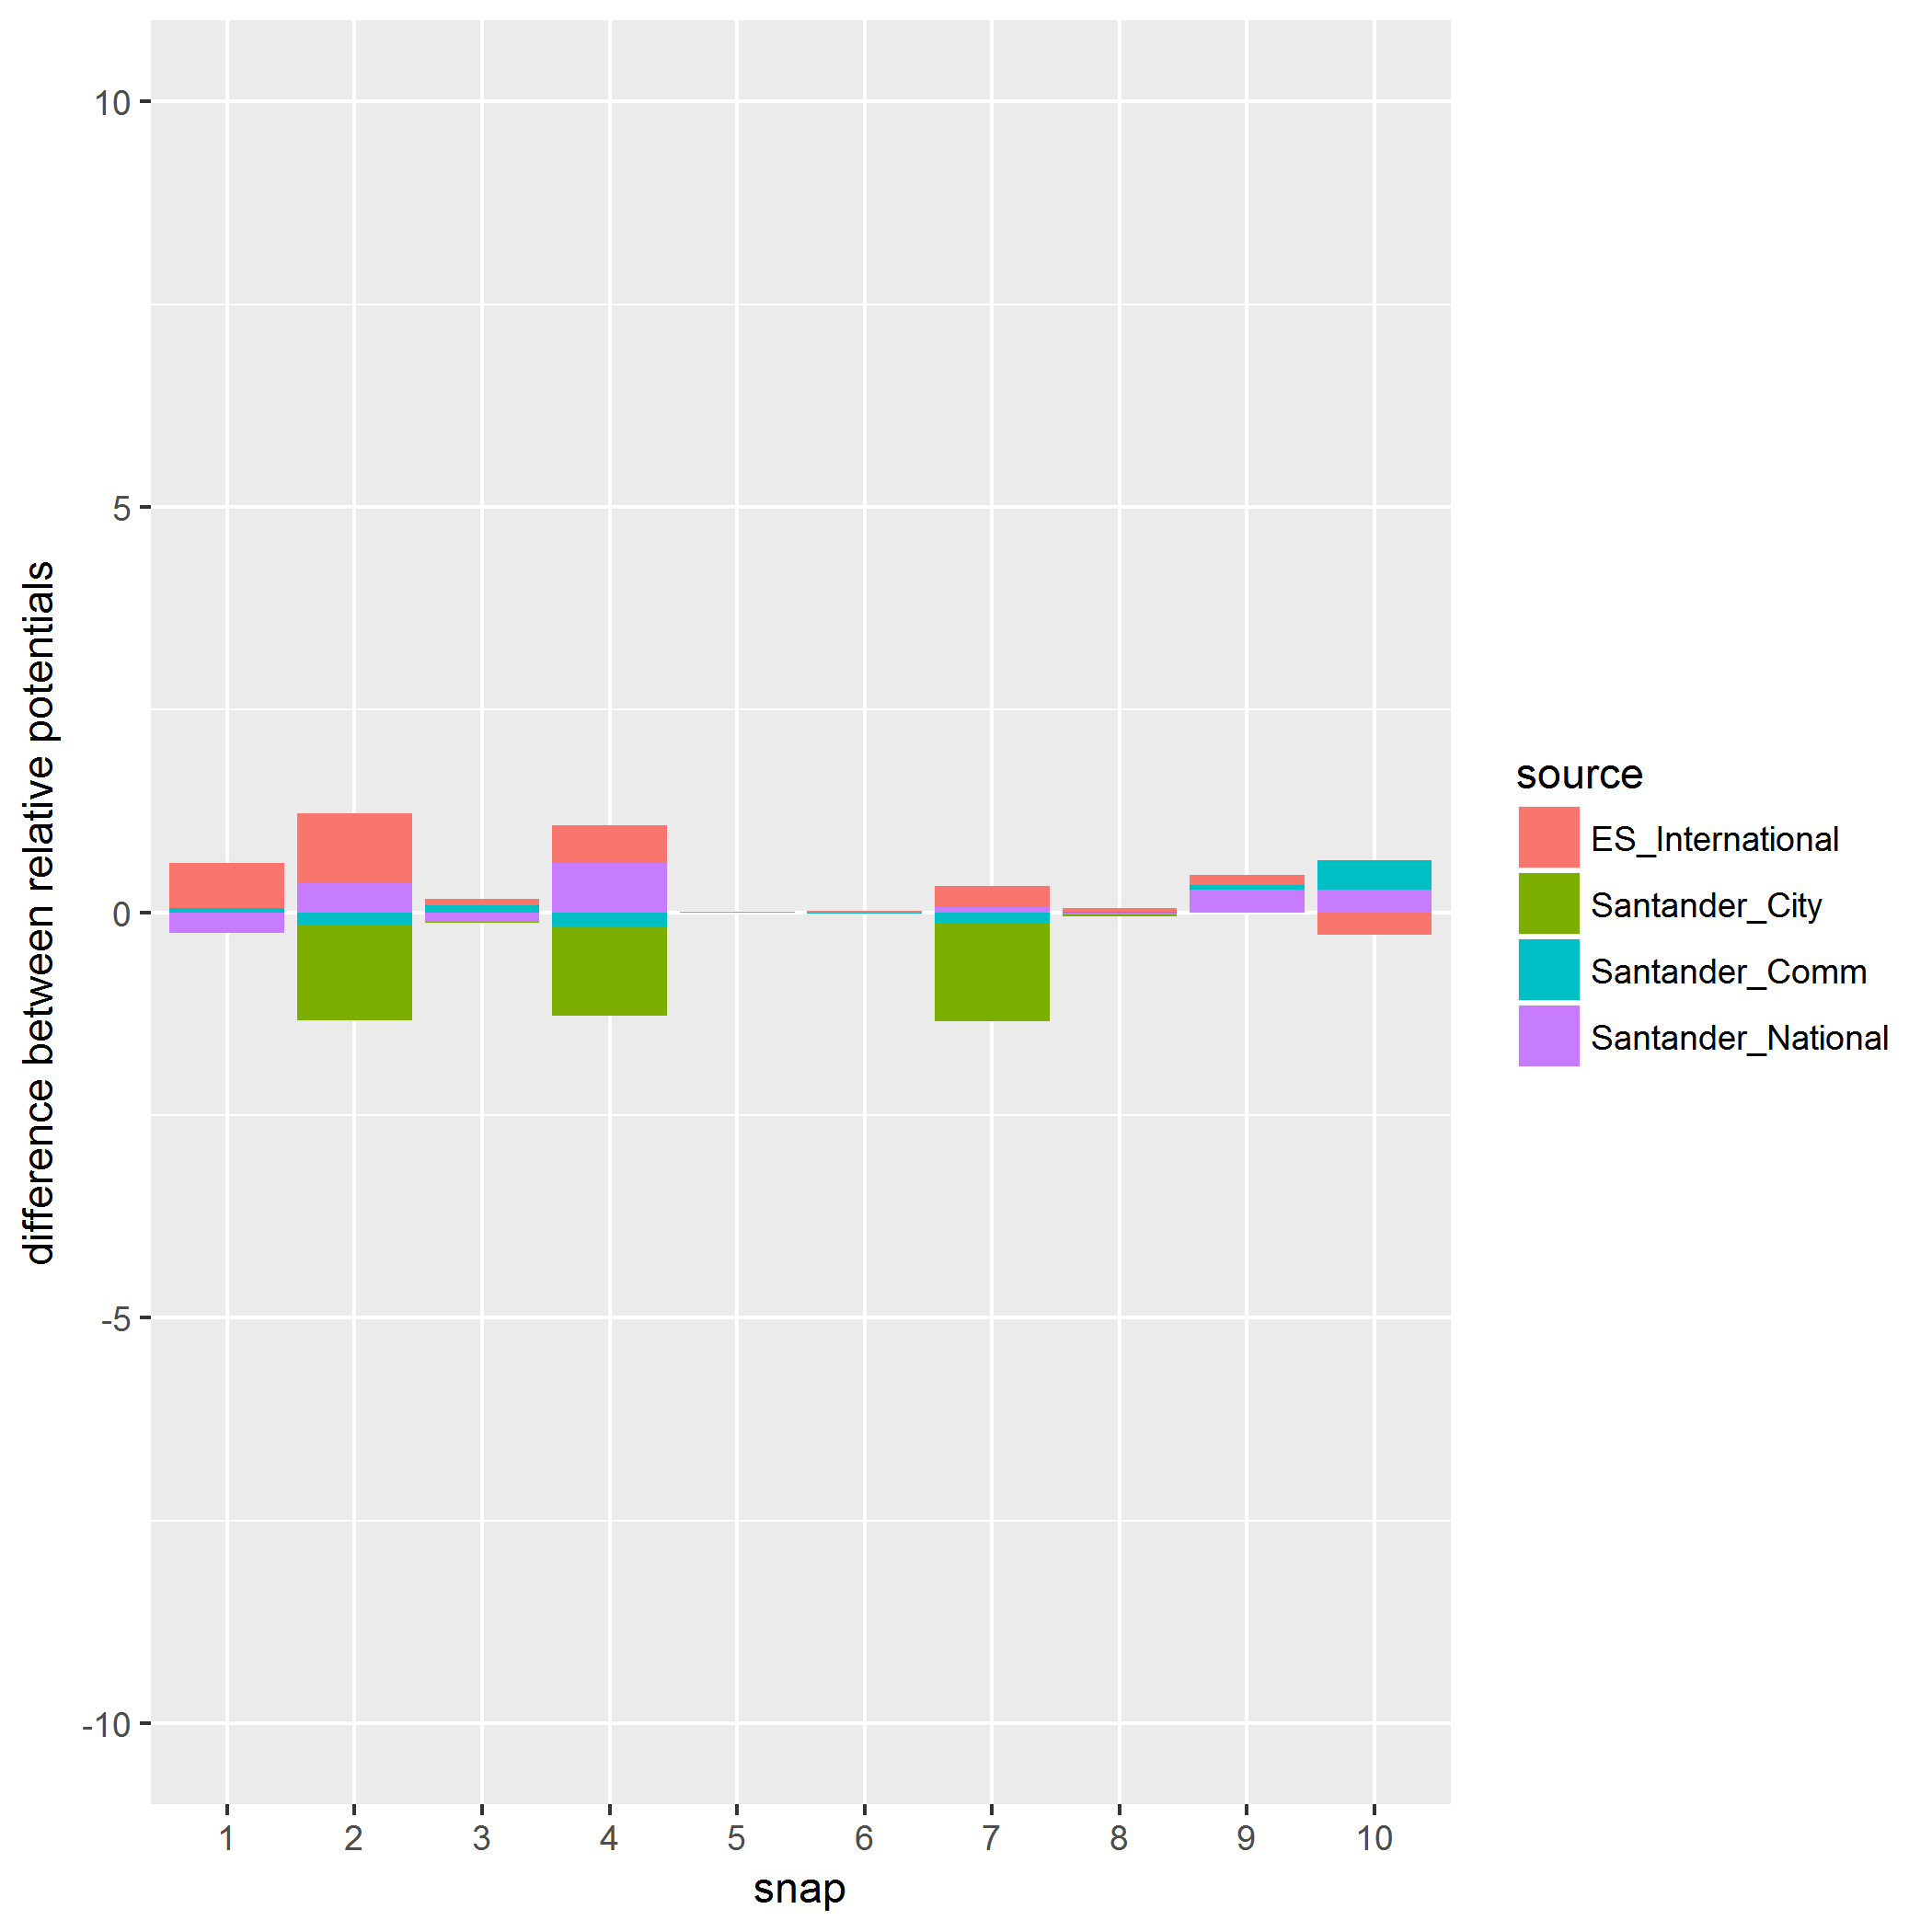 difference between relative potentials
10
5
0
-5
-10
1 2 3 4 5 6 7 8 9 10
snap
source
ES_International
Santander_City
Santander_Comm
Santander_National